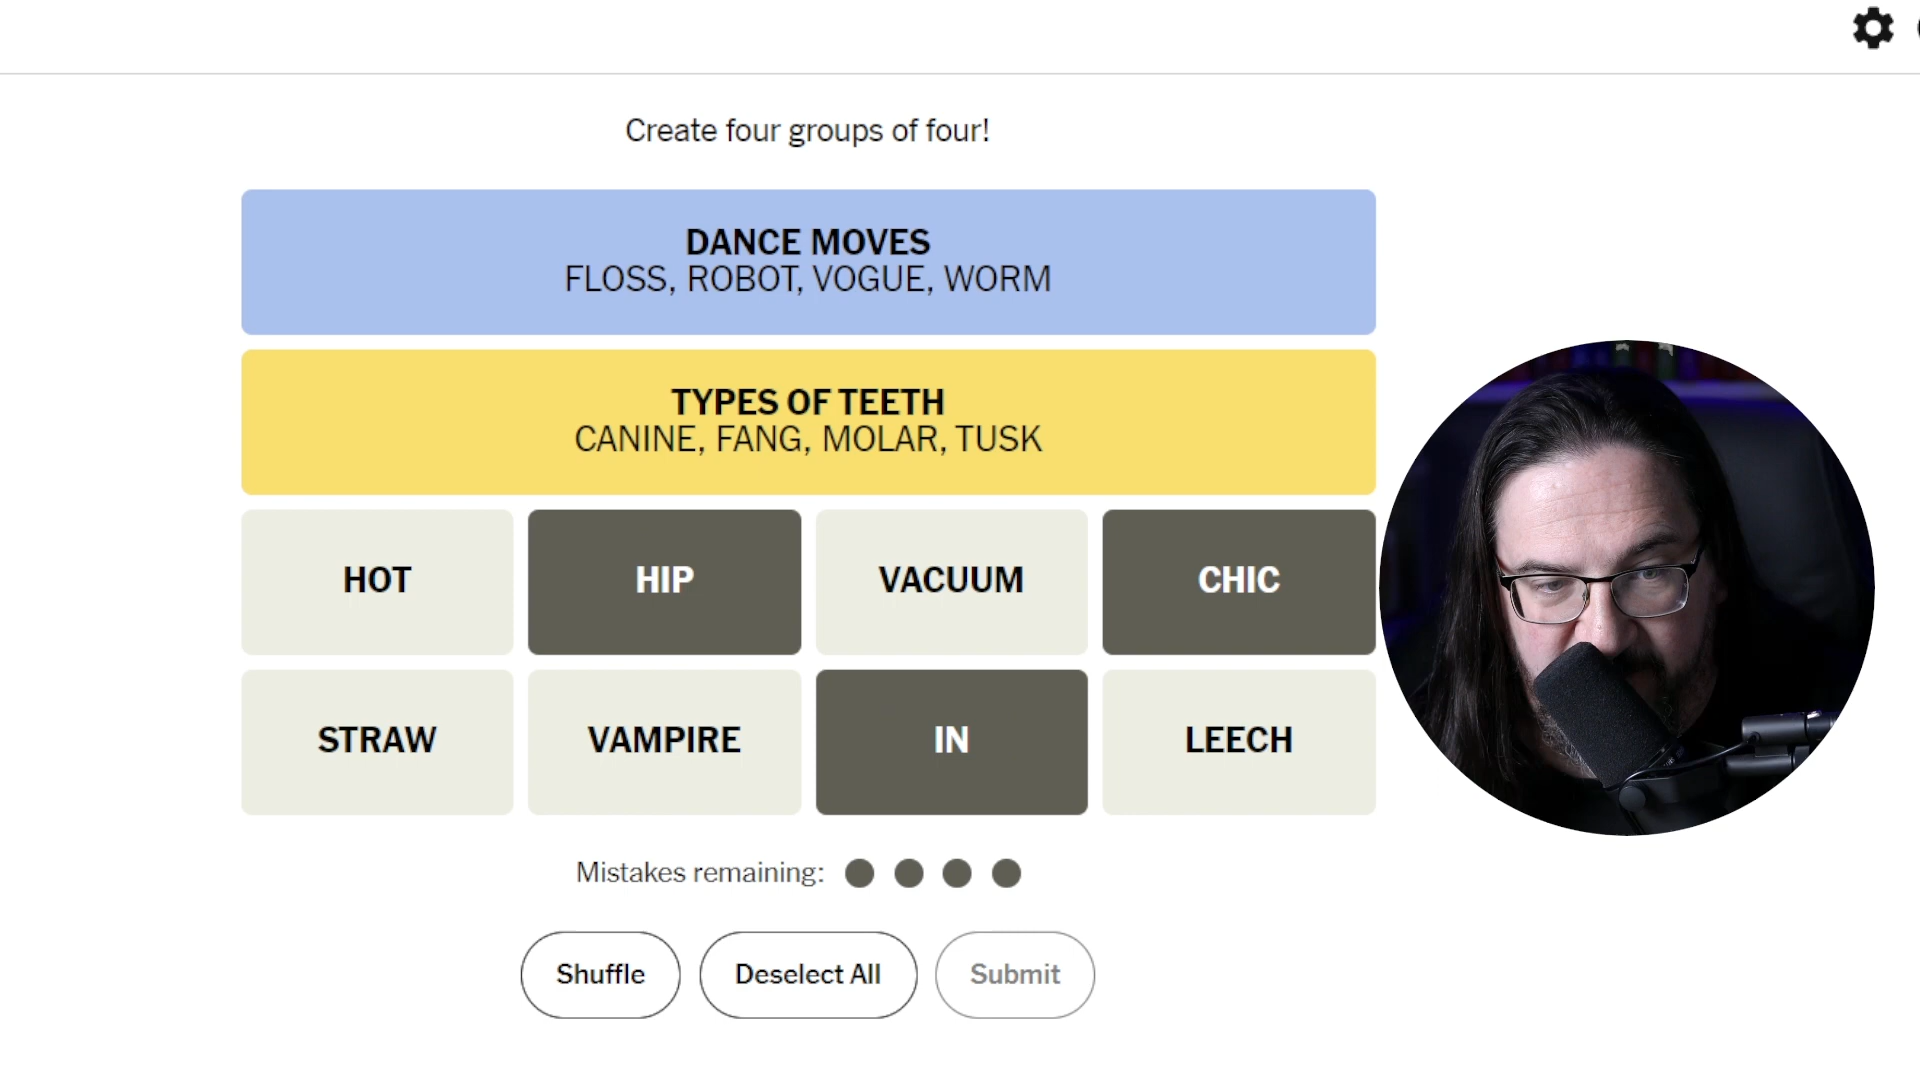 Create four groups of four!
DANCE MOVES
FLOSS, ROBOT, VOGUE, WORM
TYPES OF TEETH
CANINE, FANG, MOLAR, TUSK
HOT HIP VACUUM CHIC
STRAW VAMPIRE IN LEECH
Mistakes remaining:
Shuffle Deselect All Submit